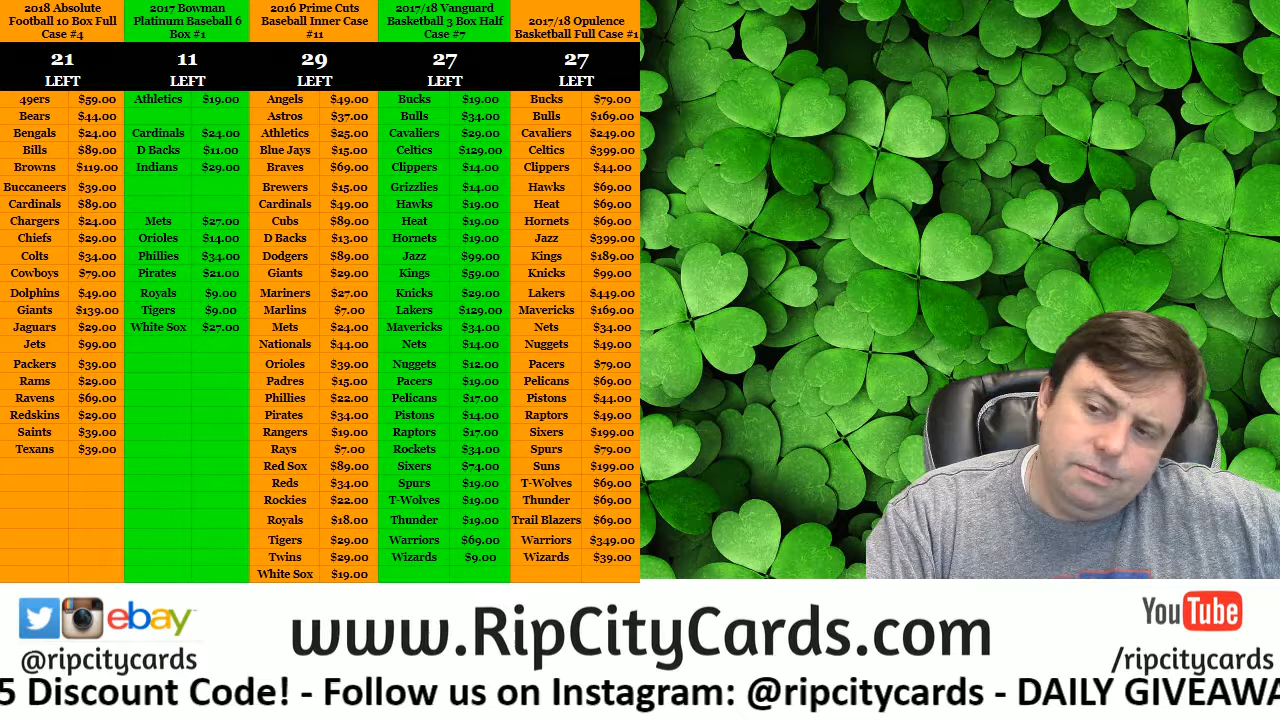 2018 Absolute
Football 10 Box Full
Case #4
21
LEFT
49ers $59.00
Bears $44.00
Bengals $24.00
Bills $89.00
Browns $119.00
Buccaneers $39.00
Cardinals $89.00
Chargers $24.00
Chiefs $29.00
Colts $34.00
Cowboys $79.00
Dolphins $49.00
Giants $139.00
Jaguars $29.00
Jets $99.00
Packers $39.00
Rams $29.00
Ravens $69.00
Redskins $29.00
Saints $39.00
Texans $39.00
2017 Bowman
Platinum Baseball 6
Box #1
11
LEFT
Athletics $19.00
Cardinals $24.00
D Backs $11.00
Indians $29.00
Mets $27.00
Orioles $14.00
Phillies $34.00
Pirates $21.00
Royals $9.00
Tigers $9.00
White Sox $27.00
2016 Prime Cuts
Baseball Inner Case
#11
29
LEFT
Angels $49.00
Astros $37.00
Athletics $25.00
Blue Jays $15.00
Braves $69.00
Brewers $15.00
Cardinals $49.00
Cubs $89.00
D Backs $13.00
Dodgers $89.00
Giants $29.00
Mariners $27.00
Marlins $7.00
Mets $24.00
Nationals $44.00
Orioles $39.00
Padres $15.00
Phillies $22.00
Pirates $34.00
Rangers $19.00
Rays $7.00
Red Sox $89.00
Reds $34.00
Rockies $22.00
Royals $18.00
Tigers $29.00
Twins $29.00
White Sox $19.00
2017/18 Vanguard
Basketball 3 Box Half
Case #7
27
LEFT
Bucks $19.00
Bulls $34.00
Cavaliers $29.00
Celtics $129.00
Clippers $14.00
Grizzlies $14.00
Hawks $19.00
Heat $19.00
Hornets $19.00
Jazz $99.00
Kings $59.00
Knicks $29.00
Lakers $129.00
Mavericks $34.00
Nets $14.00
Nuggets $12.00
Pacers $19.00
Pelicans $17.00
Pistons $14.00
Raptors $17.00
Rockets $34.00
Sixers $74.00
Spurs $19.00
T-Wolves $19.00
Thunder $19.00
Warriors $69.00
Wizards $9.00
2017/18 Opulence
Basketball Full Case #1
27
LEFT
Bucks $79.00
Bulls $169.00
Cavaliers $249.00
Celtics $399.00
Clippers $44.00
Hawks $69.00
Heat $69.00
Hornets $69.00
Jazz $399.00
Kings $189.00
Knicks $99.00
Lakers $449.00
Mavericks $169.00
Nets $34.00
Nuggets $49.00
Pacers $79.00
Pelicans $69.00
Pistons $44.00
Raptors $49.00
Sixers $199.00
Spurs $79.00
Suns $199.00
T-Wolves $69.00
Thunder $69.00
Trail Blazers $69.00
Warriors $349.00
Wizards $39.00
ebay
@ripcitycards
www.RipCityCards.com
YouTube
/ripcitycards
5 Discount Code! - Follow us on Instagram: @ripcitycards - DAILY GIVEAWA